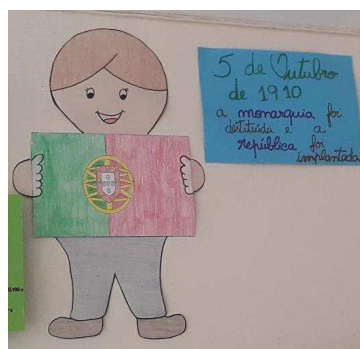 5 de Outubro
de 1910
a monarquia foi
destituída e a
república foi
implantada